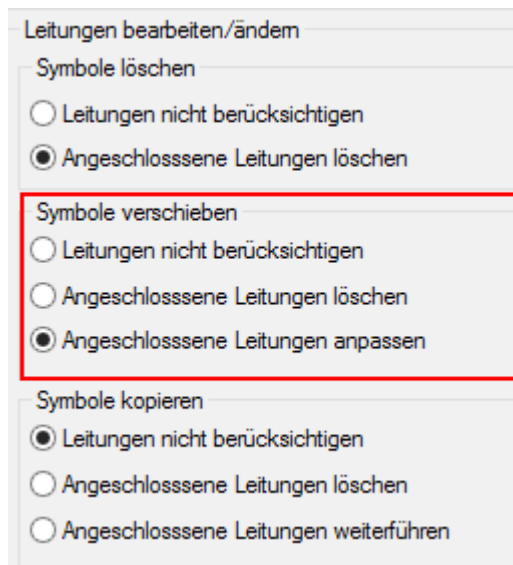 Leitungen bearbeiten/ändern
Symbole löschen
Leitungen nicht berücksichtigen
Angeschlosssene Leitungen löschen
Symbole verschieben
Leitungen nicht berücksichtigen
Angeschlosssene Leitungen löschen
Angeschlosssene Leitungen anpassen
Symbole kopieren
Leitungen nicht berücksichtigen
Angeschlosssene Leitungen löschen
Angeschlosssene Leitungen weiterführen